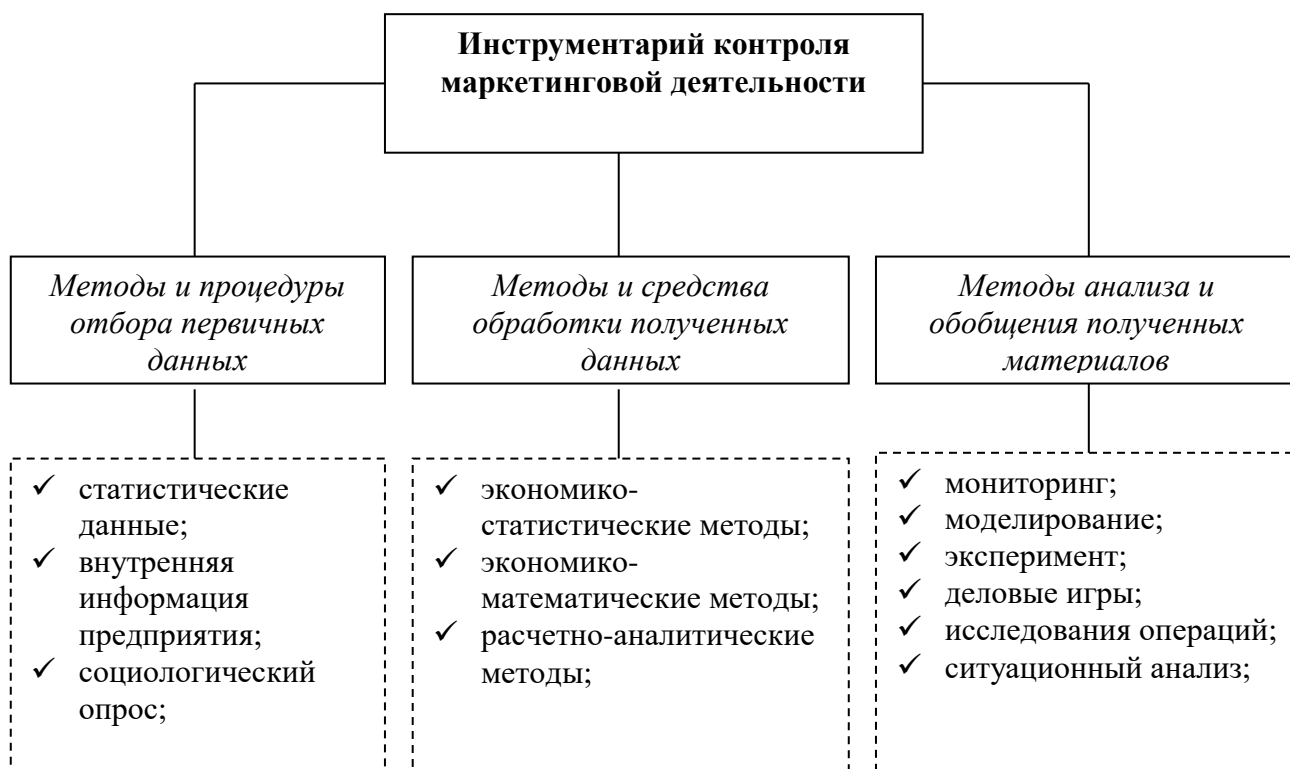 Инструментарий контроля
маркетинговой деятельности
Методы и процедуры
отбора первичных
данных
Методы и средства
обработки полученных
данных
Методы анализа и
обобщения полученных
материалов
✓ статистические
данные;
✓ внутренняя
информация
предприятия;
✓ социологический
опрос;
✓ экономико-
статистические методы;
✓ экономико-
математические методы;
✓ расчетно-аналитические
методы;
✓ мониторинг;
✓ моделирование;
✓ эксперимент;
✓ деловые игры;
✓ исследования операций;
✓ ситуационный анализ;